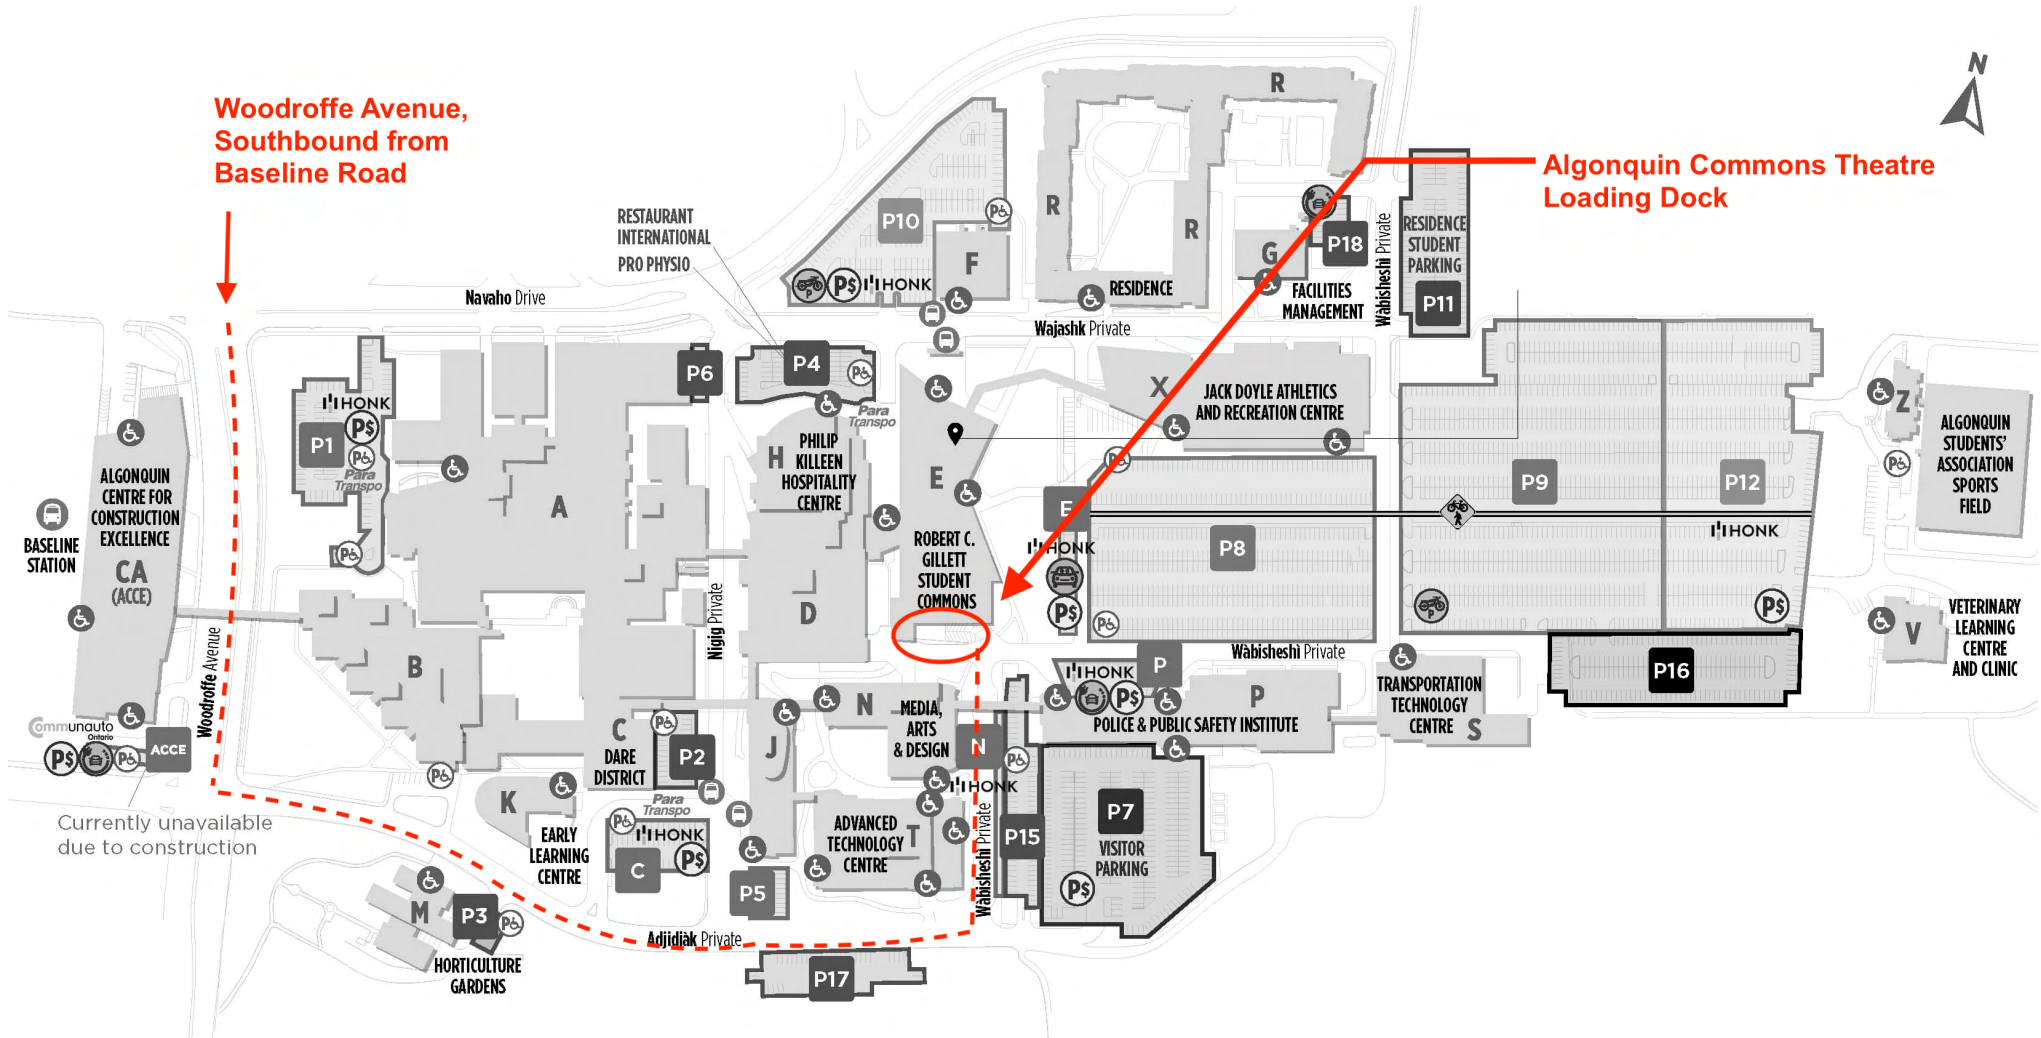 N
Woodroffe Avenue,
Southbound from
Baseline Road
Algonquin Commons Theatre
Loading Dock
R
R
R
R
RESIDENCE
RESTAURANT
INTERNATIONAL
PRO PHYSIO
P10
P♿
F
P
P$
HONK
G
P18
FACILITIES
MANAGEMENT
Wàbisheshi Private
RESIDENCE
STUDENT
PARKING
P11
Navaho Drive
Wajashk Private
P6
P4
P
Para
Transpo
HONK
P1
P$
P
Para
Transpo
P
A
H
PHILIP
KILLEEN
HOSPITALITY
CENTRE
E
ROBERT C.
GILLETT
STUDENT
COMMONS
X
JACK DOYLE ATHLETICS
AND RECREATION CENTRE
P
E
HONK
P$
P8
P
P9
P
P12
HONK
P$
Z
P
ALGONQUIN
STUDENTS'
ASSOCIATION
SPORTS
FIELD
BASELINE
STATION
ALGONQUIN
CENTRE FOR
CONSTRUCTION
EXCELLENCE
CA
(ACCE)
Woodroffe Avenue
B
Nigig Private
D
V
VETERINARY
LEARNING
CENTRE
AND CLINIC
Wàbisheshi Private
P16
HONK
P
P$
P
POLICE & PUBLIC SAFETY INSTITUTE
TRANSPORTATION
TECHNOLOGY
CENTRE
S
N
MEDIA,
ARTS
& DESIGN
N
P
HONK
C
DARE
DISTRICT
P
P2
J
Communauto
Ontario
P$
P
ACCE
Currently unavailable
due to construction
P
K
EARLY
LEARNING
CENTRE
Para
Transpo
P
HONK
P$
C
P5
ADVANCED
TECHNOLOGY
CENTRE
T
Wàbisheshi Private
P15
P7
VISITOR
PARKING
P$
M
P3
P
HORTICULTURE
GARDENS
Adjidjàk Private
P17